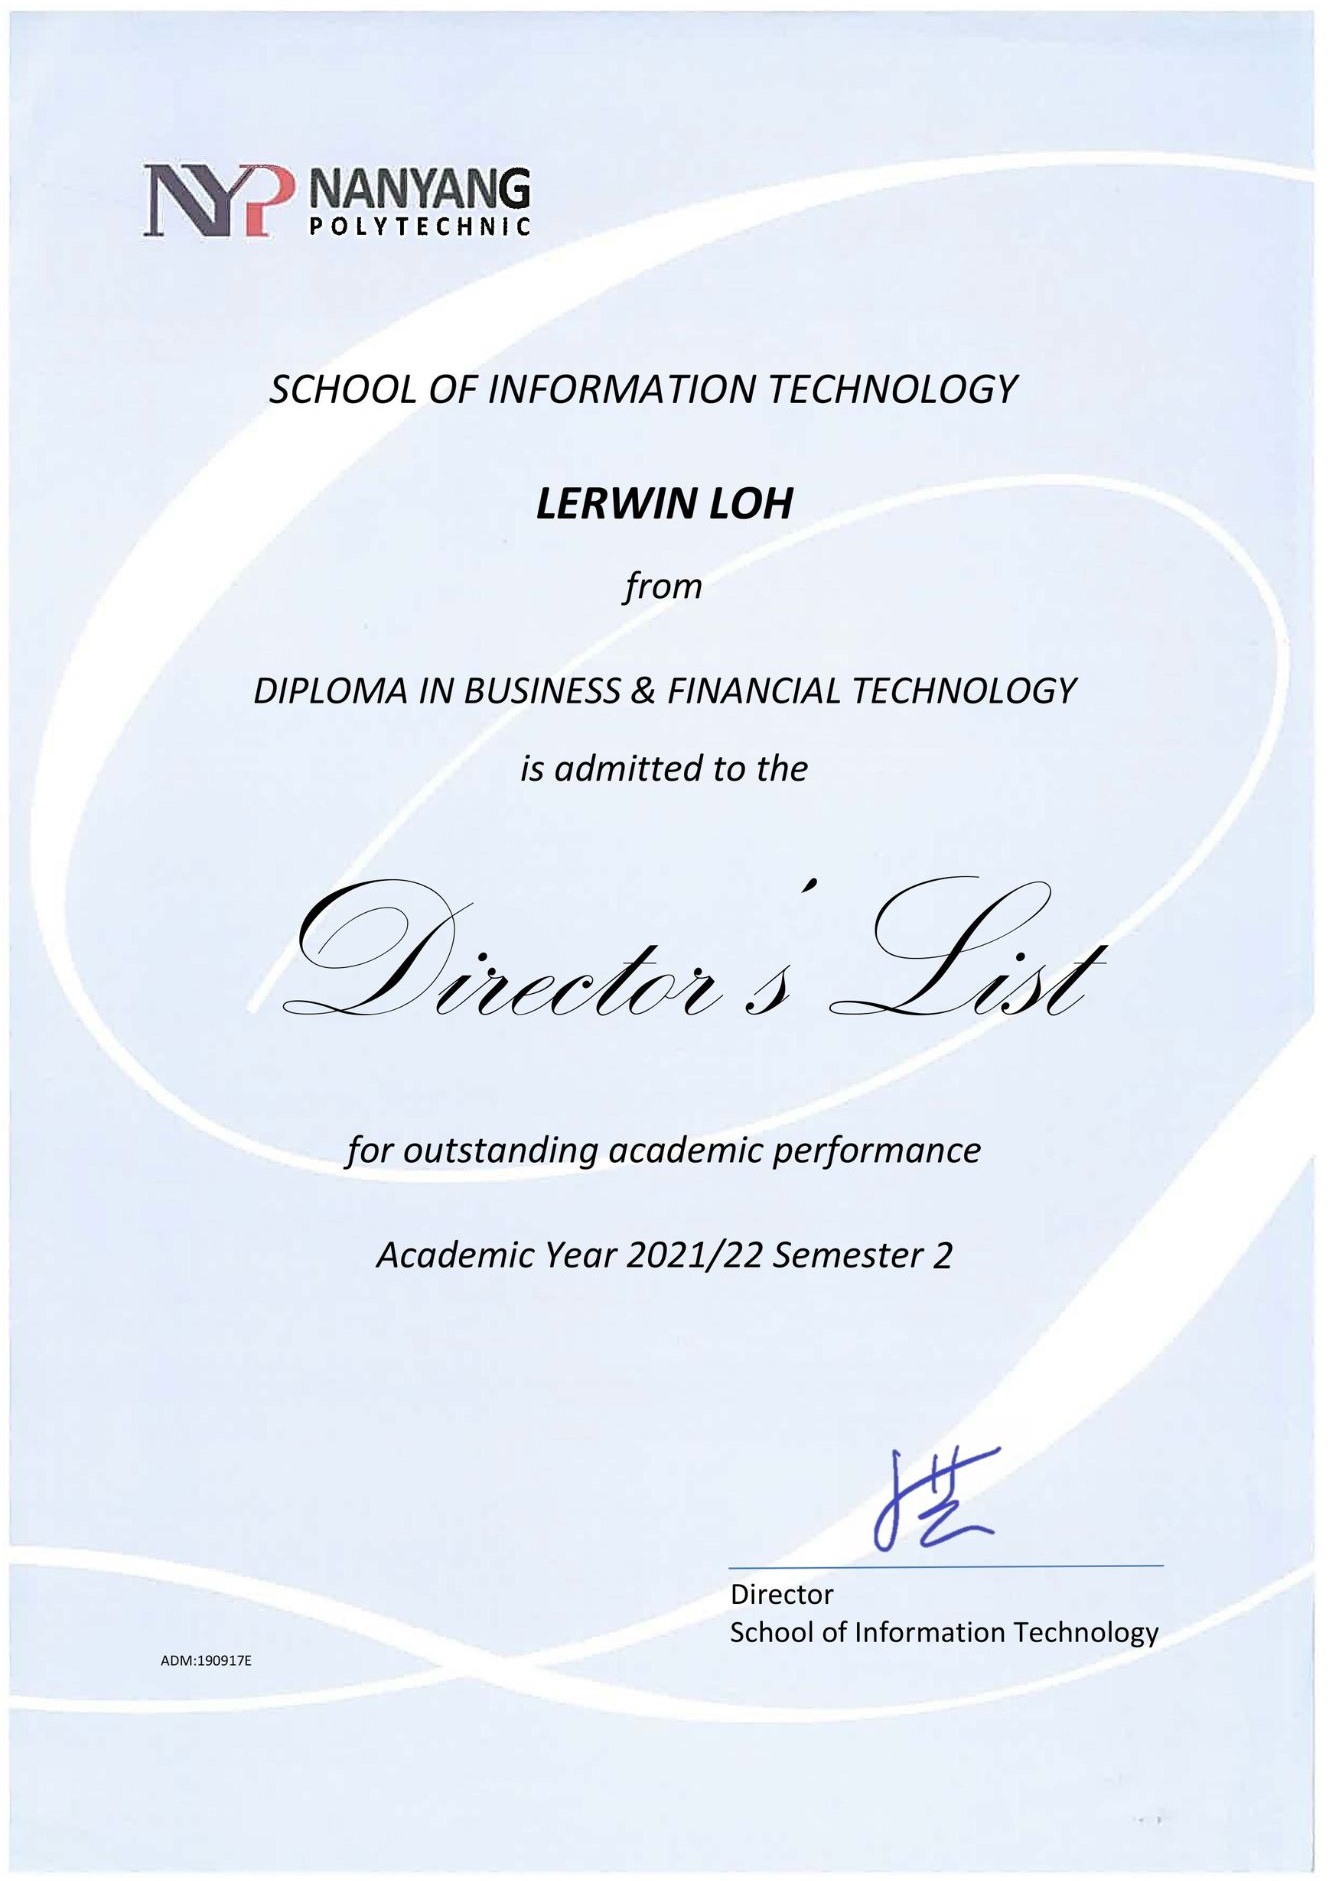 NYP NANYANG
POLYTECHNIC
SCHOOL OF INFORMATION TECHNOLOGY
LERWIN LOH
from
DIPLOMA IN BUSINESS & FINANCIAL TECHNOLOGY
is admitted to the
Director's List
for outstanding academic performance
Academic Year 2021/22 Semester 2
Director
School of Information Technology
ADM:190917E